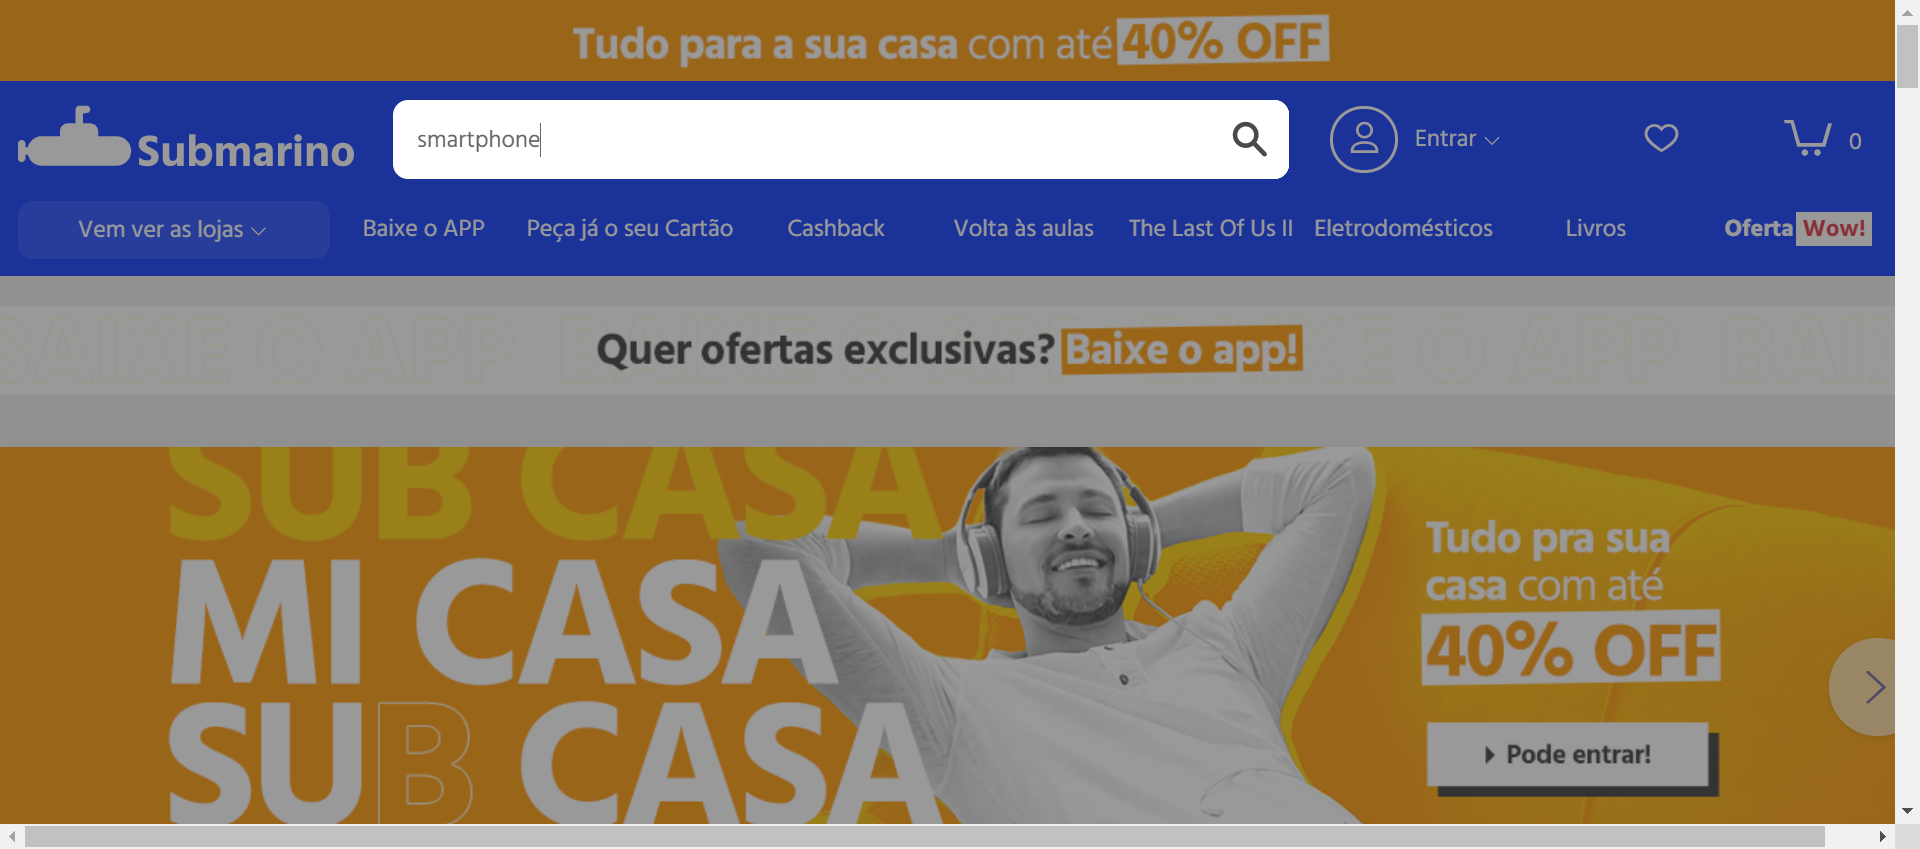 Tudo para a sua casa com até 40% OFF
Submarino
smartphone
Entrar
0
Vem ver as lojas
Baixe o APP
Peça já o seu Cartão
Cashback
Volta às aulas
The Last Of Us II
Eletrodomésticos
Livros
Oferta Wow!
BAIXE O APP BAIXE O APP BAIXE O APP BAIX
Quer ofertas exclusivas? Baixe o app!
SUB CASA
MI CASA
SUB CASA
Tudo pra sua
casa com até
40% OFF
Pode entrar!